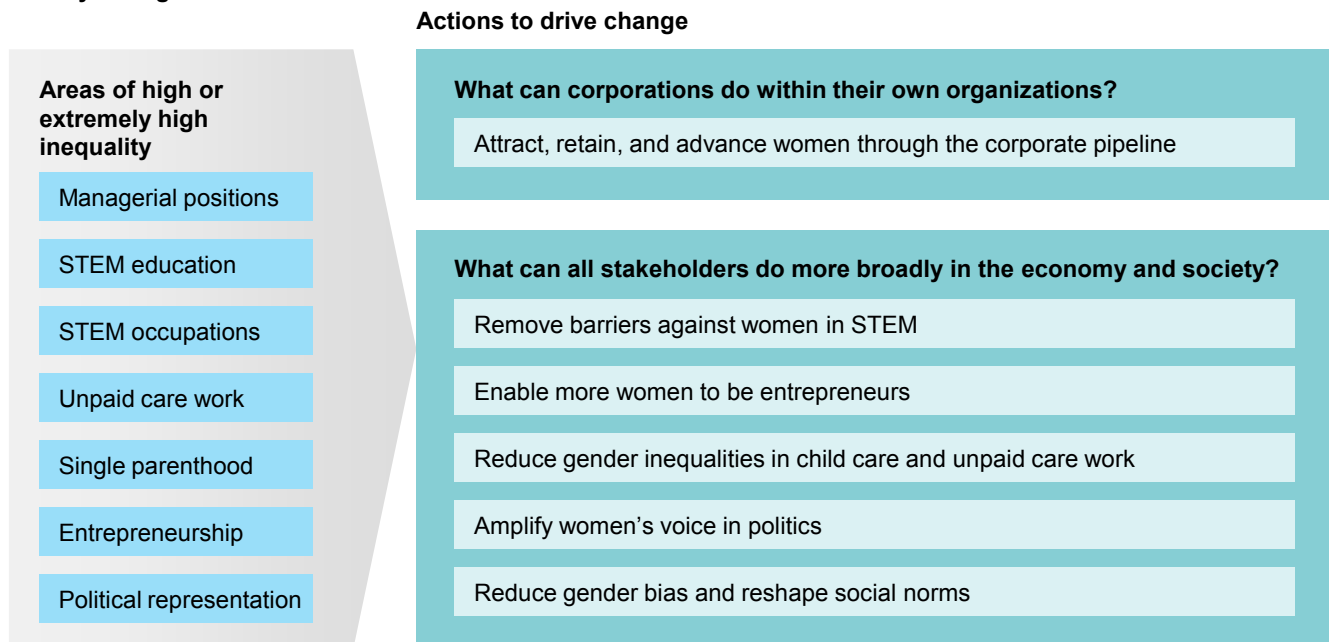 Actions to drive change
Areas of high or
extremely high
inequality
Managerial positions
STEM education
STEM occupations
Unpaid care work
Single parenthood
Entrepreneurship
Political representation
What can corporations do within their own organizations?
Attract, retain, and advance women through the corporate pipeline
What can all stakeholders do more broadly in the economy and society?
Remove barriers against women in STEM
Enable more women to be entrepreneurs
Reduce gender inequalities in child care and unpaid care work
Amplify women’s voice in politics
Reduce gender bias and reshape social norms